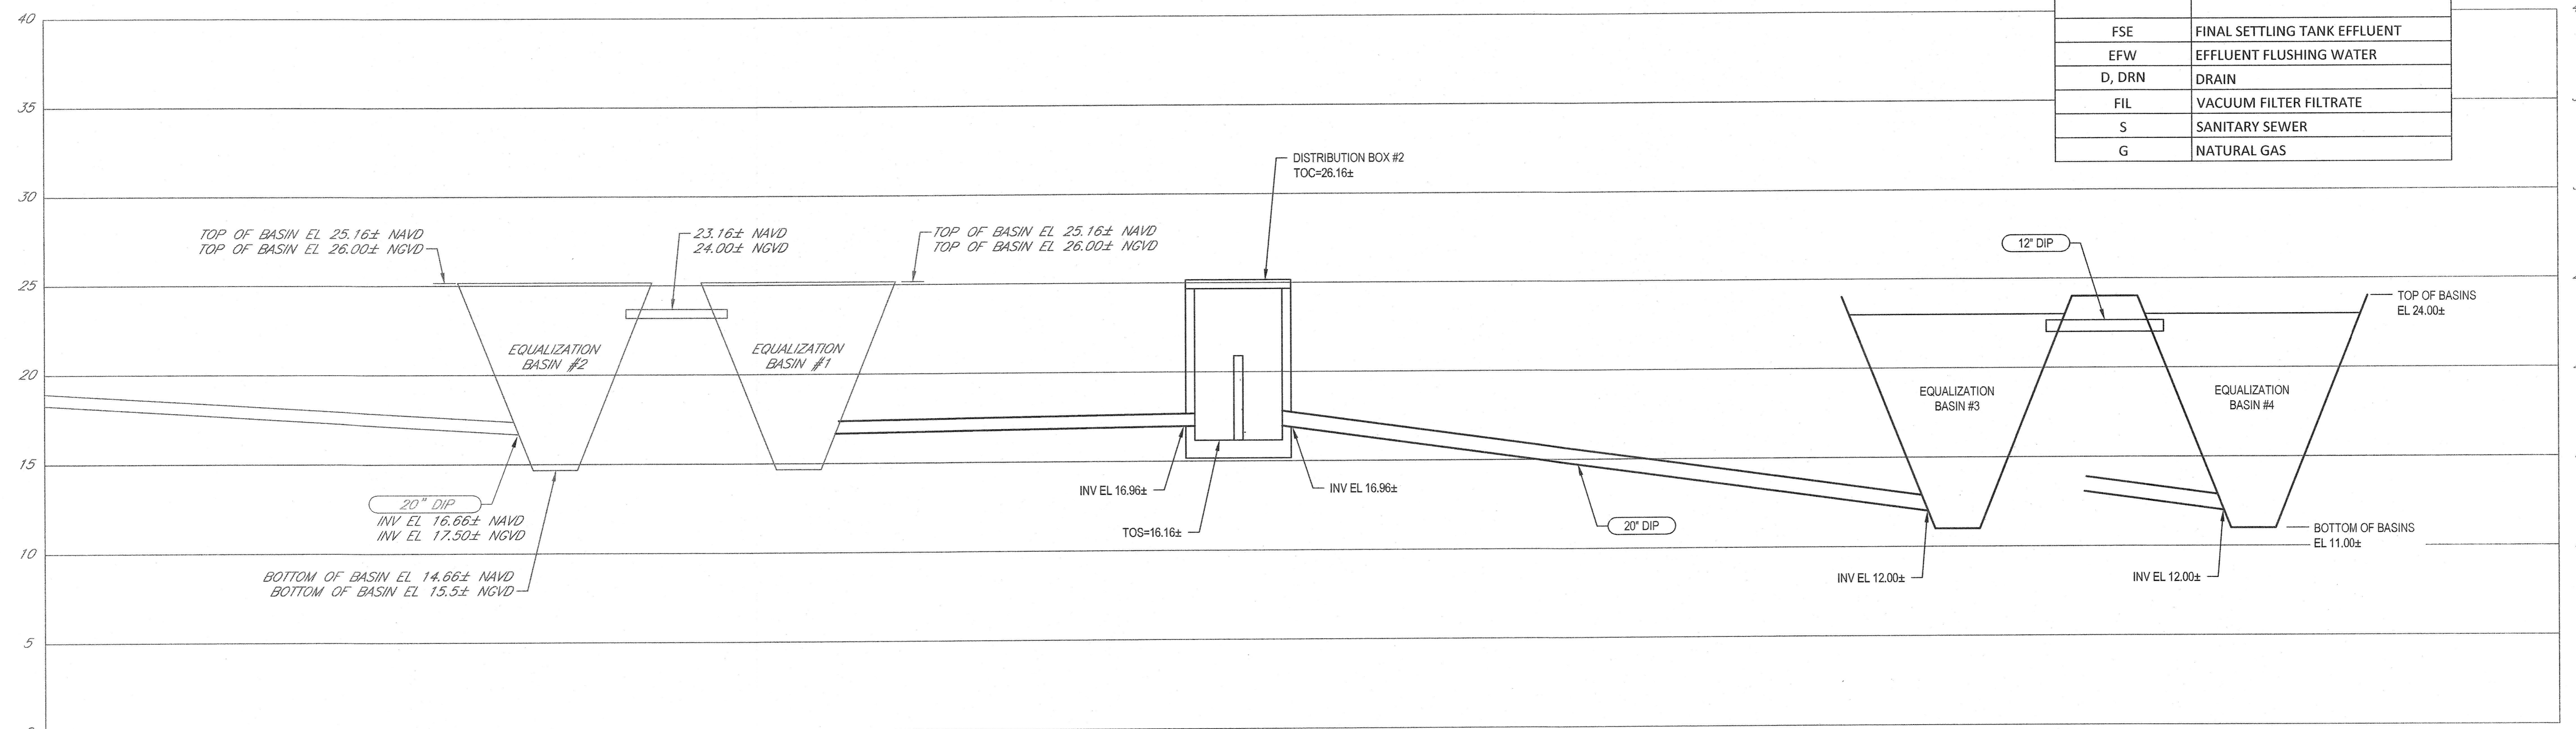 40
35
30
25
20
15
10
5
FSE FINAL SETTLING TANK EFFLUENT
EFW EFFLUENT FLUSHING WATER
D, DRN DRAIN
FIL VACUUM FILTER FILTRATE
S SANITARY SEWER
G NATURAL GAS
DISTRIBUTION BOX #2
TOC=26.16±
TOP OF BASIN EL 25.16± NAVD
TOP OF BASIN EL 26.00± NGVD
23.16± NAVD
24.00± NGVD
TOP OF BASIN EL 25.16± NAVD
TOP OF BASIN EL 26.00± NGVD
12" DIP
TOP OF BASINS
EL 24.00±
EQUALIZATION
BASIN #2
EQUALIZATION
BASIN #1
EQUALIZATION
BASIN #3
EQUALIZATION
BASIN #4
20" DIP
INV EL 16.66± NAVD
INV EL 17.50± NGVD
INV EL 16.96±
INV EL 16.96±
TOS=16.16±
20" DIP
BOTTOM OF BASINS
EL 11.00±
BOTTOM OF BASIN EL 14.66± NAVD
BOTTOM OF BASIN EL 15.5± NGVD
INV EL 12.00±
INV EL 12.00±